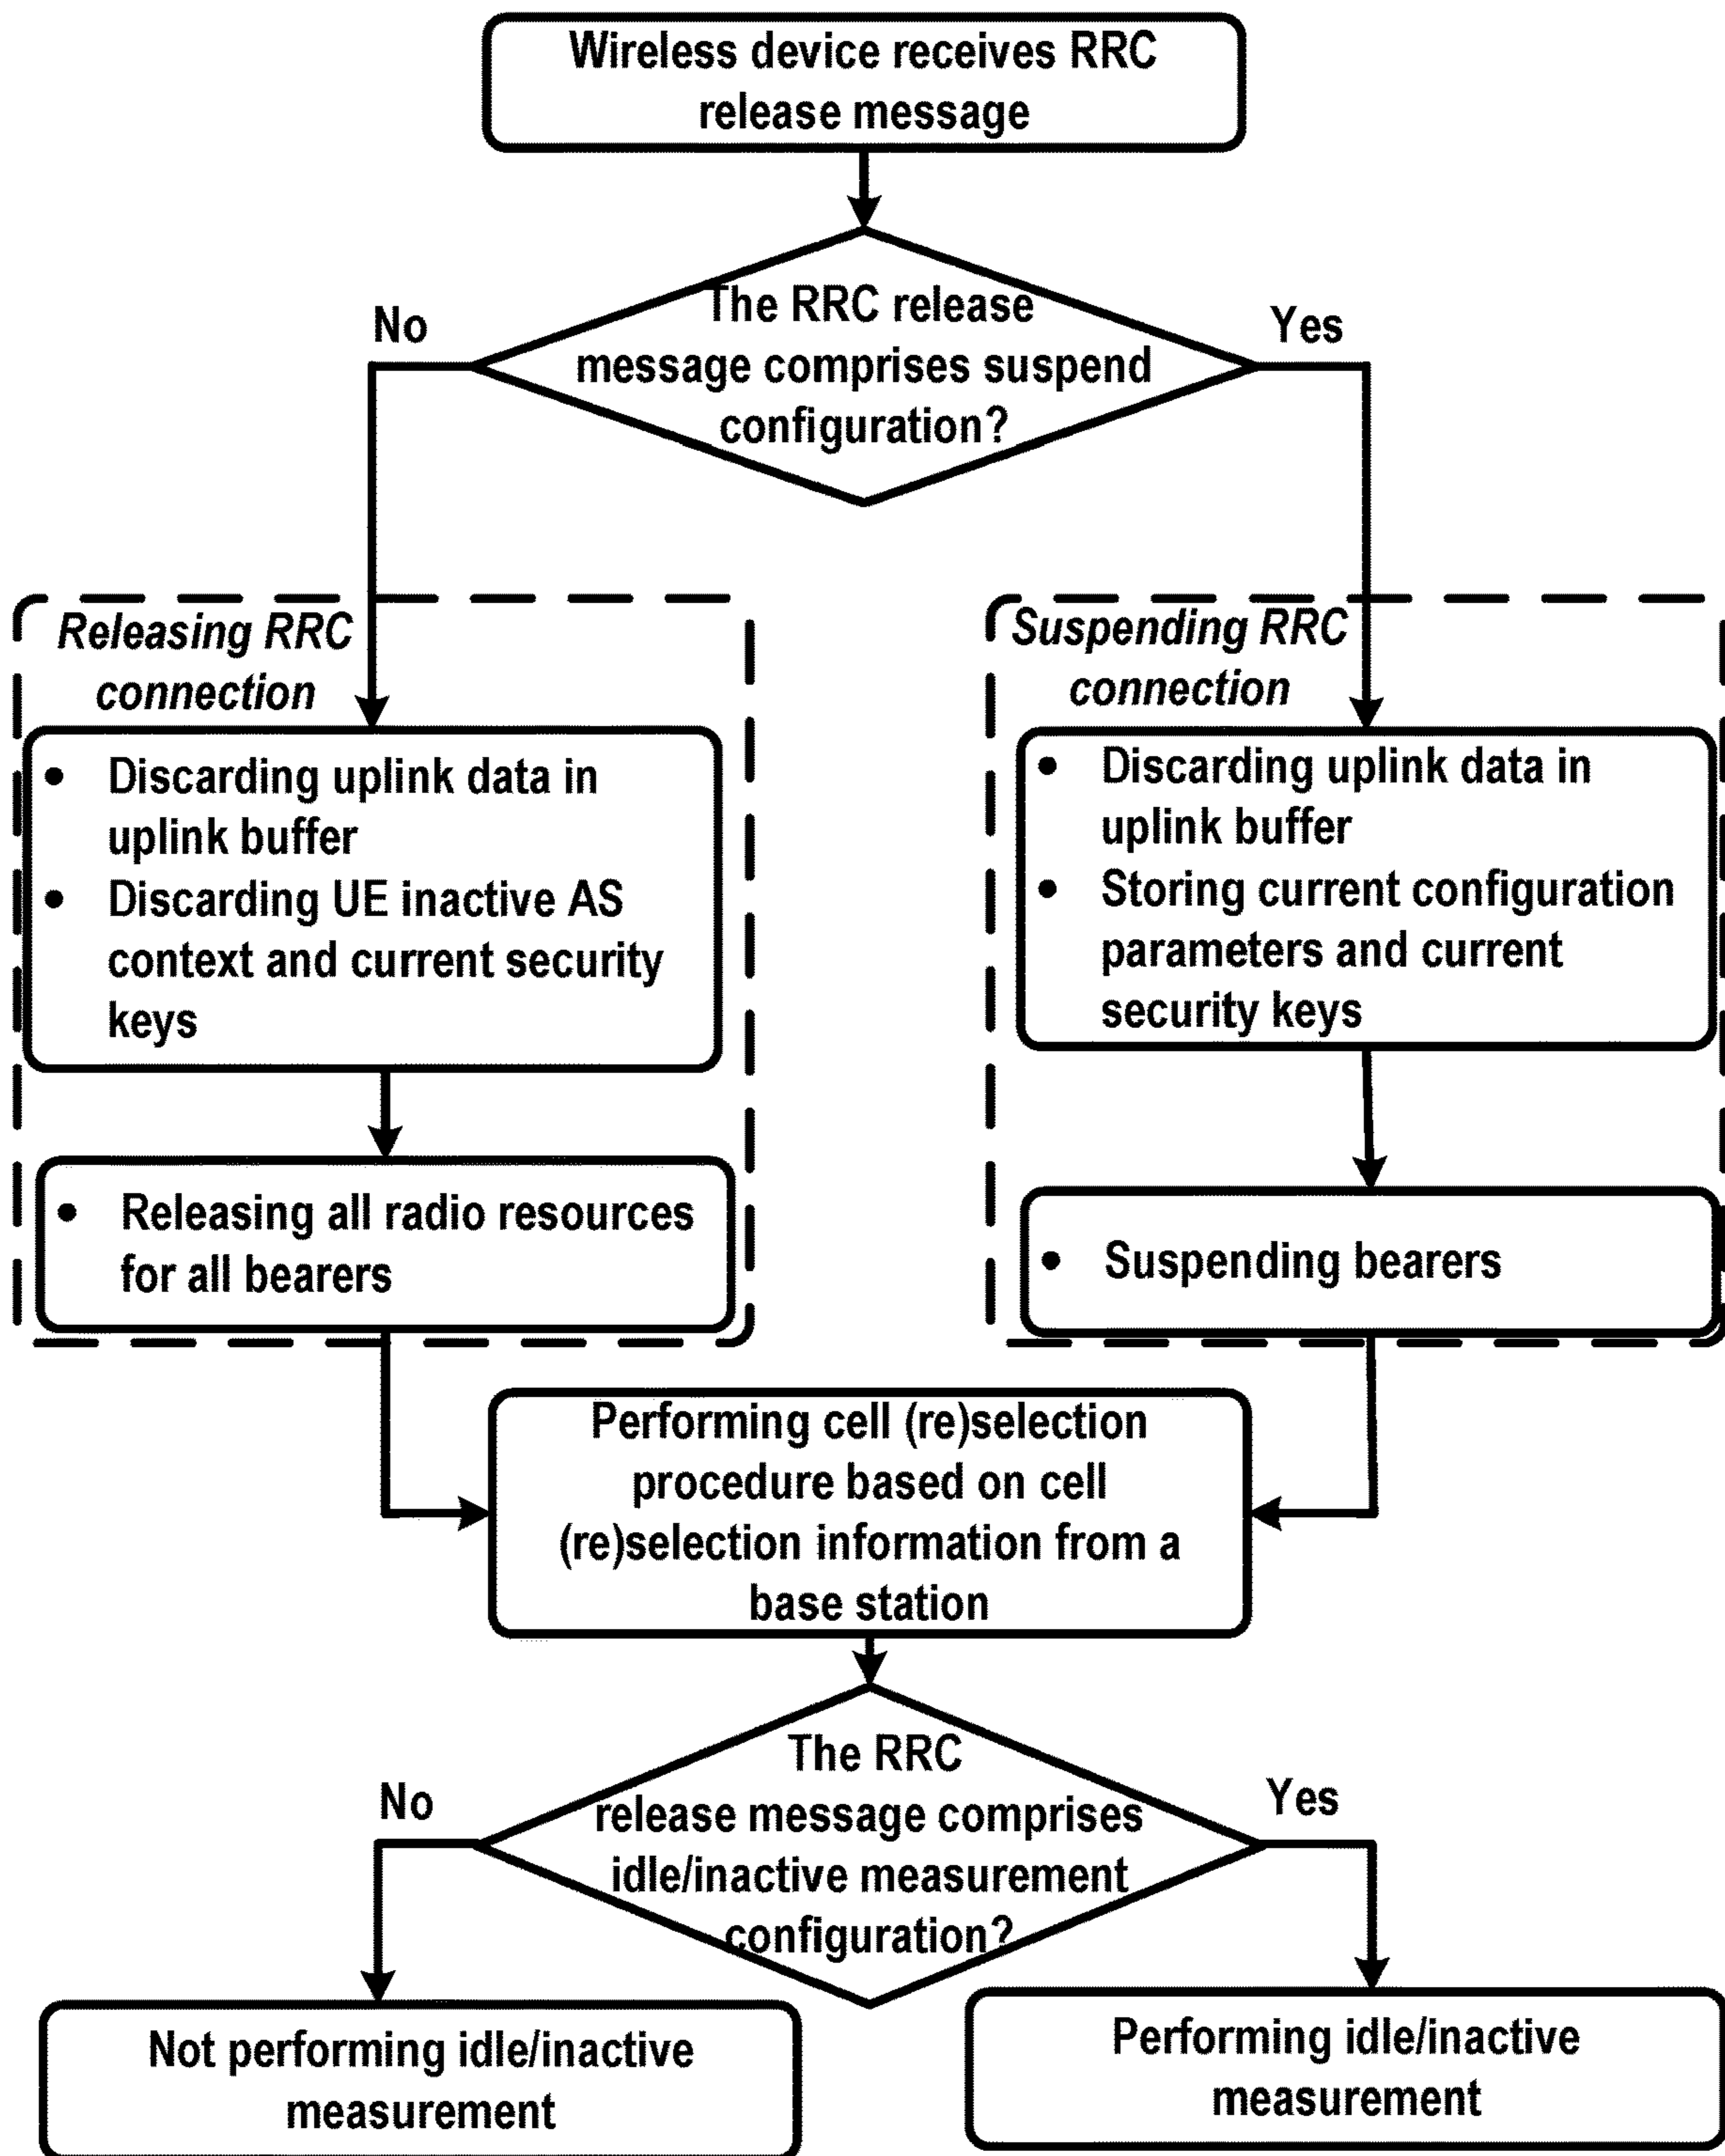 Wireless device receives RRC
release message
The RRC release
message comprises suspend
configuration?
No
Yes
Releasing RRC
connection
• Discarding uplink data in
uplink buffer
• Discarding UE inactive AS
context and current security
keys
• Releasing all radio resources
for all bearers
Suspending RRC
connection
• Discarding uplink data in
uplink buffer
• Storing current configuration
parameters and current
security keys
• Suspending bearers
Performing cell (re)selection
procedure based on cell
(re)selection information from a
base station
The RRC
release message comprises
idle/inactive measurement
configuration?
No
Yes
Not performing idle/inactive
measurement
Performing idle/inactive
measurement